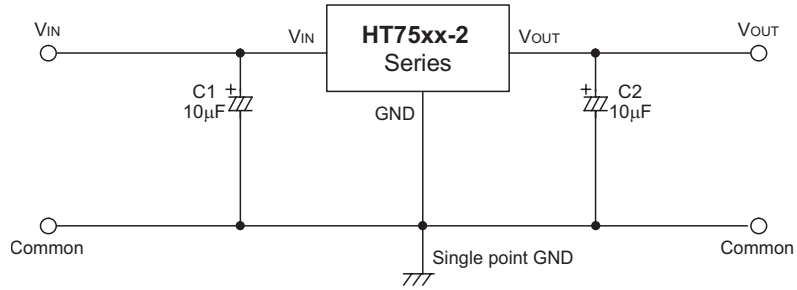 VIN
VIN
HT75xx-2
Series
VOUT
VOUT
C1 +
10μF
GND
+ C2
10μF
Common
Single point GND
Common